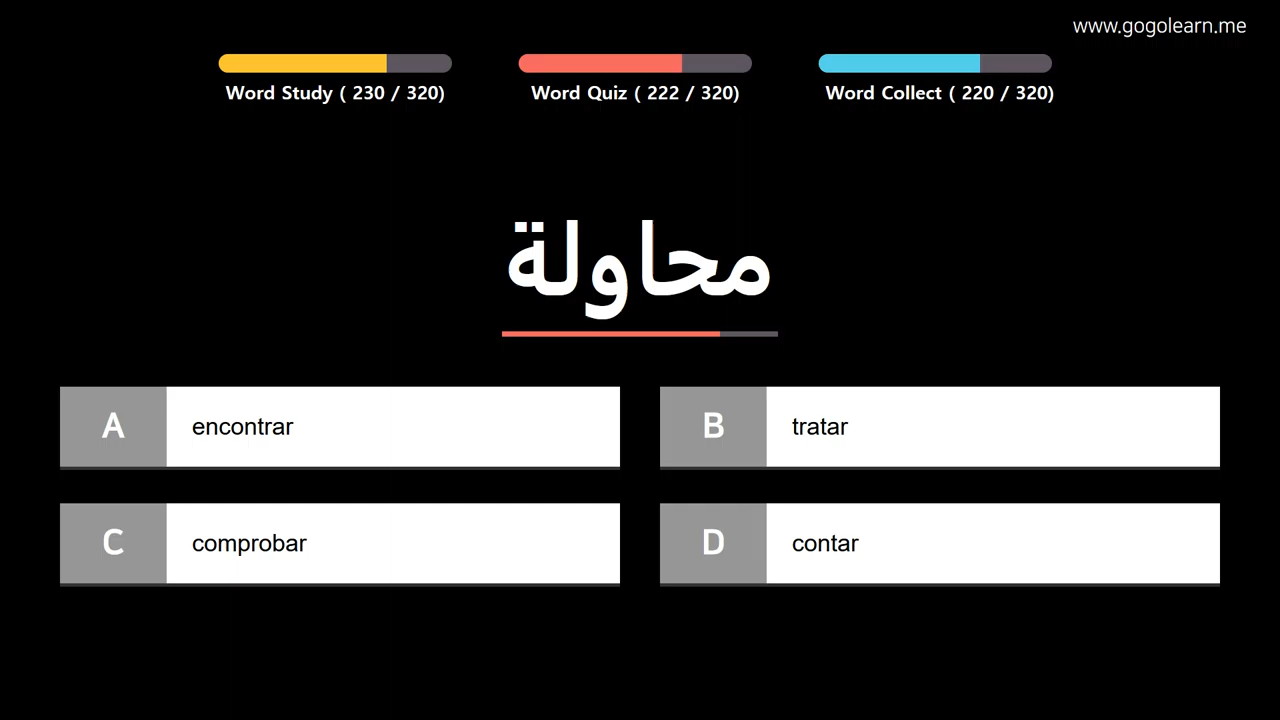 www.gogolearn.me
Word Study ( 230 / 320)
Word Quiz ( 222 / 320)
Word Collect ( 220 / 320)
محاولة
A encontrar
B tratar
C comprobar
D contar